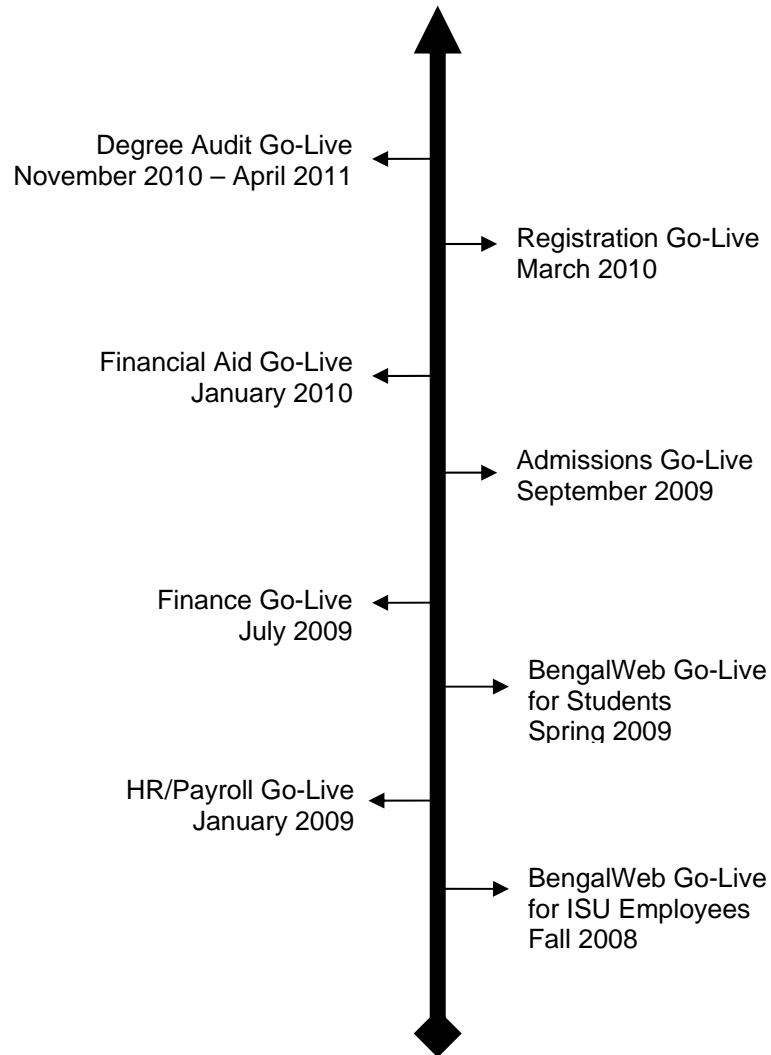 Degree Audit Go-Live
November 2010 – April 2011
Registration Go-Live
March 2010
Financial Aid Go-Live
January 2010
Admissions Go-Live
September 2009
Finance Go-Live
July 2009
BengalWeb Go-Live
for Students
Spring 2009
HR/Payroll Go-Live
January 2009
BengalWeb Go-Live
for ISU Employees
Fall 2008